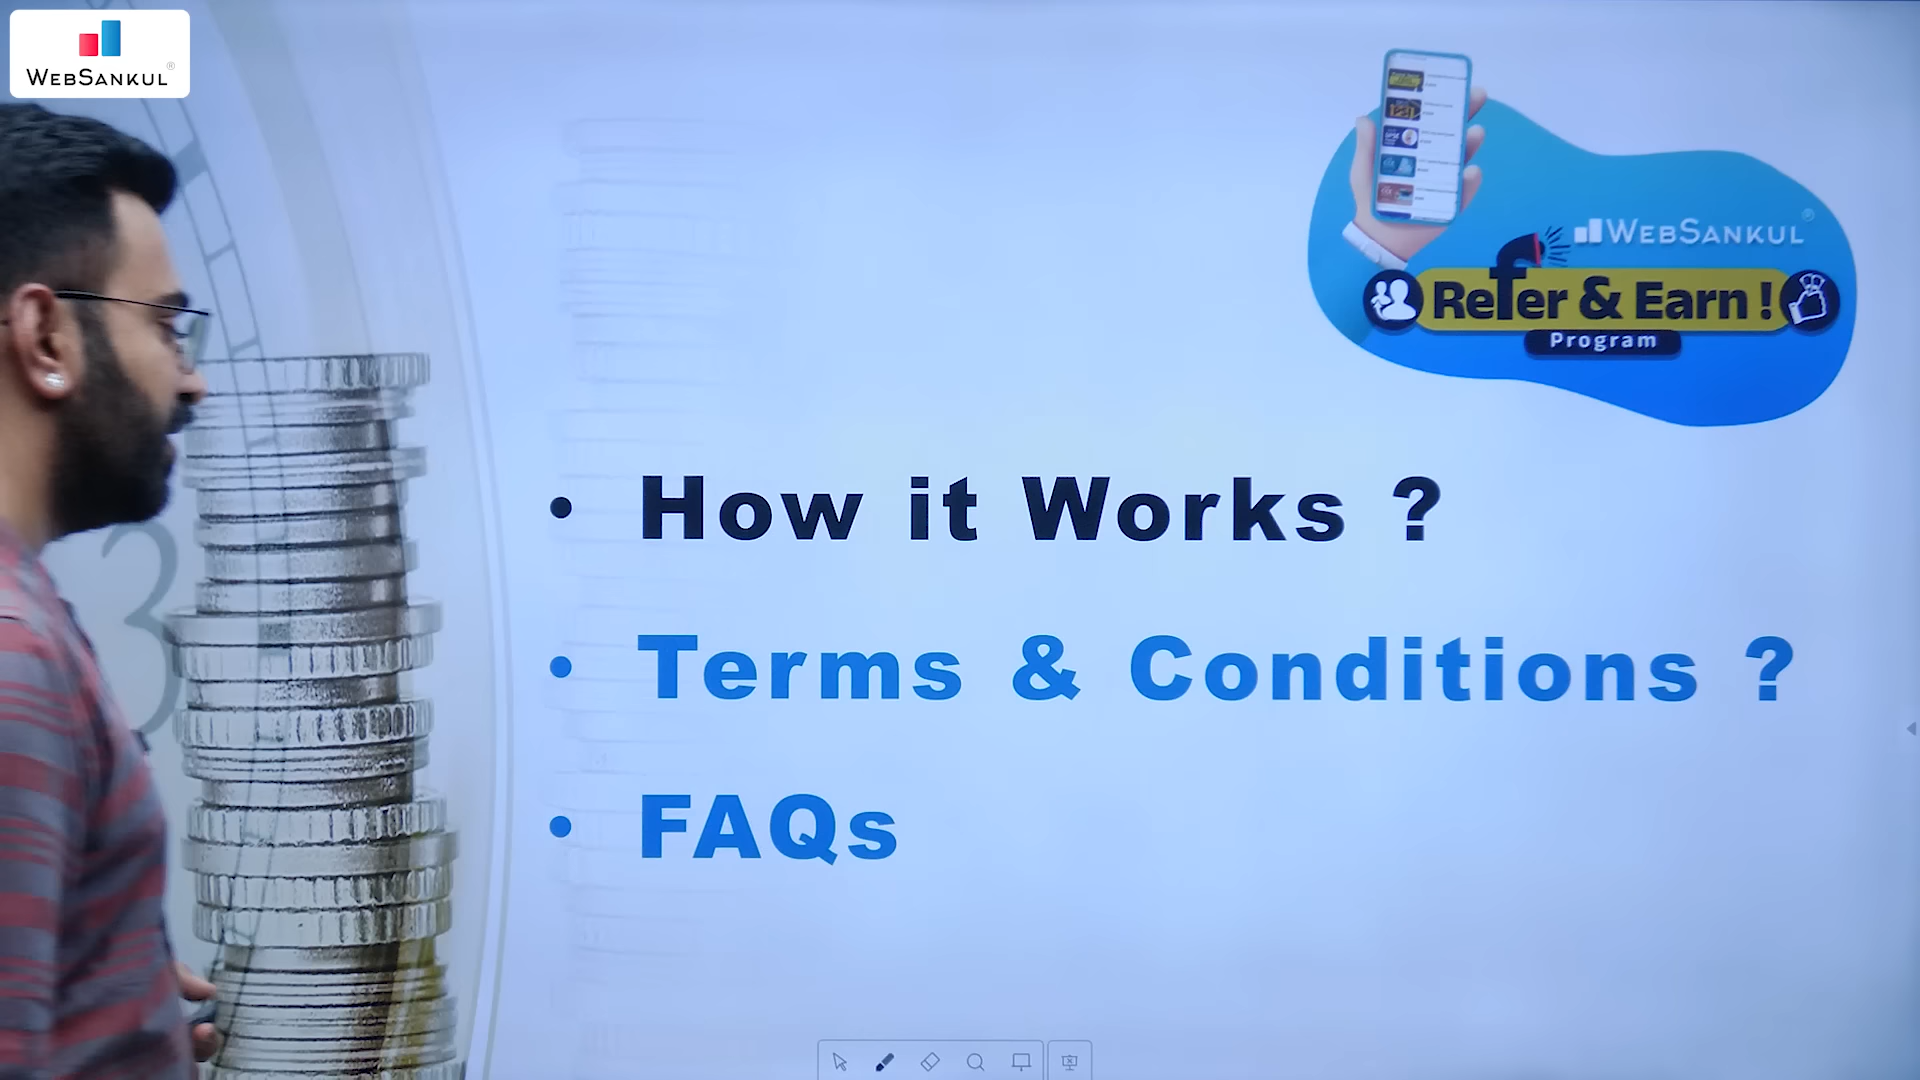 WEBSANKUL®
WEBSANKUL®
Refer & Earn !
Program
• How it Works ?
• Terms & Conditions ?
• FAQs